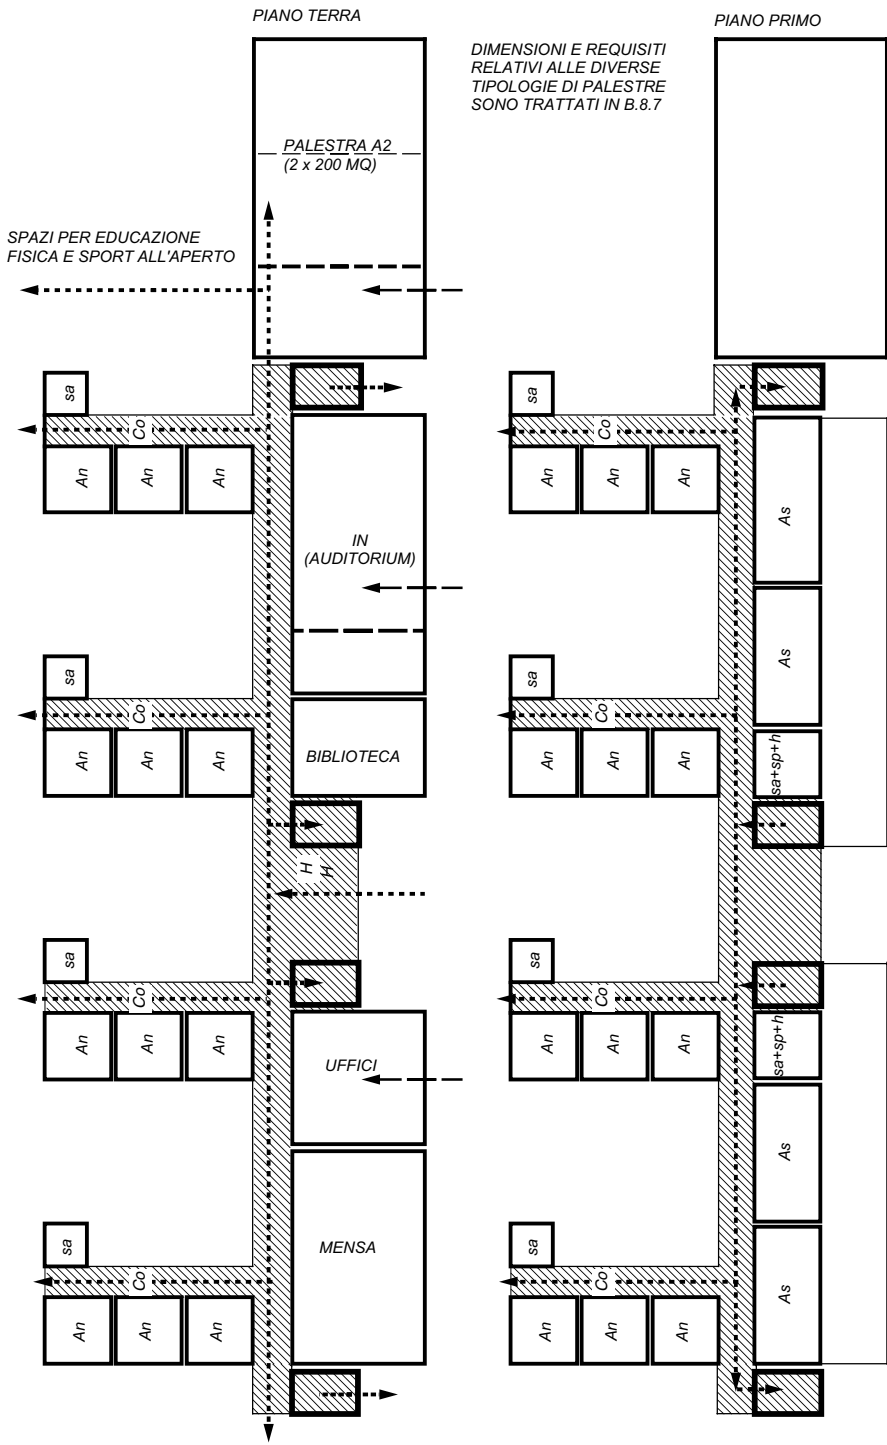 PIANO TERRA
PIANO PRIMO
DIMENSIONI E REQUISITI
RELATIVI ALLE DIVERSE
TIPOLOGIE DI PALESTRE
SONO TRATTATI IN B.8.7
PALESTRA A2
(2 x 200 MQ)
SPAZI PER EDUCAZIONE
FISICA E SPORT ALL'APERTO
sa
Co
An
An
An
IN
(AUDITORIUM)
sa
Co
An
An
An
BIBLIOTECA
H
H
sa
Co
An
An
An
UFFICI
sa
Co
An
An
An
MENSA
sa
Co
An
An
An
As
As
sa
Co
An
An
An
sa+sp+h
sa
Co
An
An
An
sa+sp+h
As
sa
Co
An
An
An
As